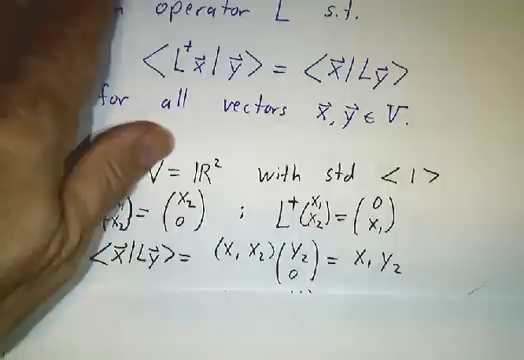 operator L s.t.
<L†x⃗|y⃗> = <x⃗|Ly⃗>
for all vectors x⃗, y⃗ ∈ V.
V = ℝ² with std < | >
(x₂) = (x₂ 0) ; L†(x₁ x₂) = (0 x₁)
<x⃗|Ly⃗> = (x₁ x₂)(y₂ 0) = x₁ y₂